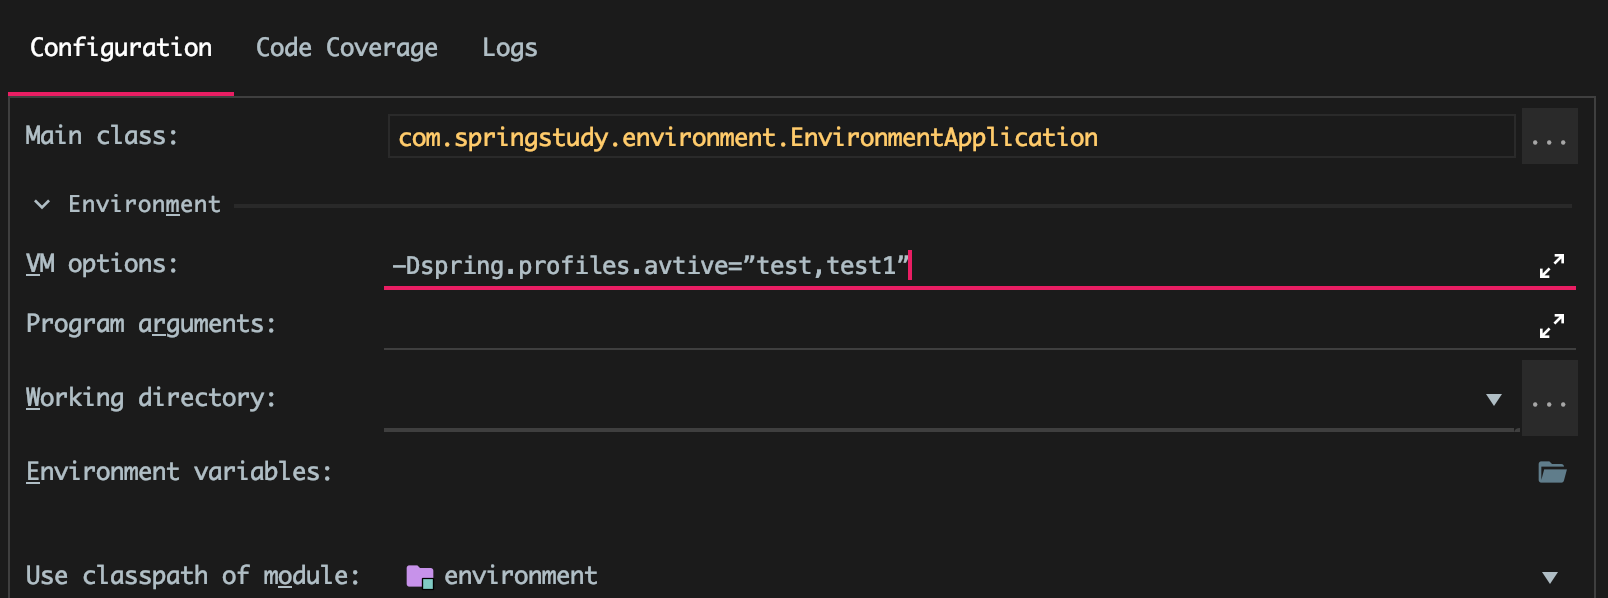 Configuration Code Coverage Logs
Main class: com.springstudy.environment.EnvironmentApplication ...
Environment
VM options: –Dspring.profiles.avtive=”test,test1”
Program arguments:
Working directory: ...
Environment variables:
Use classpath of module: environment